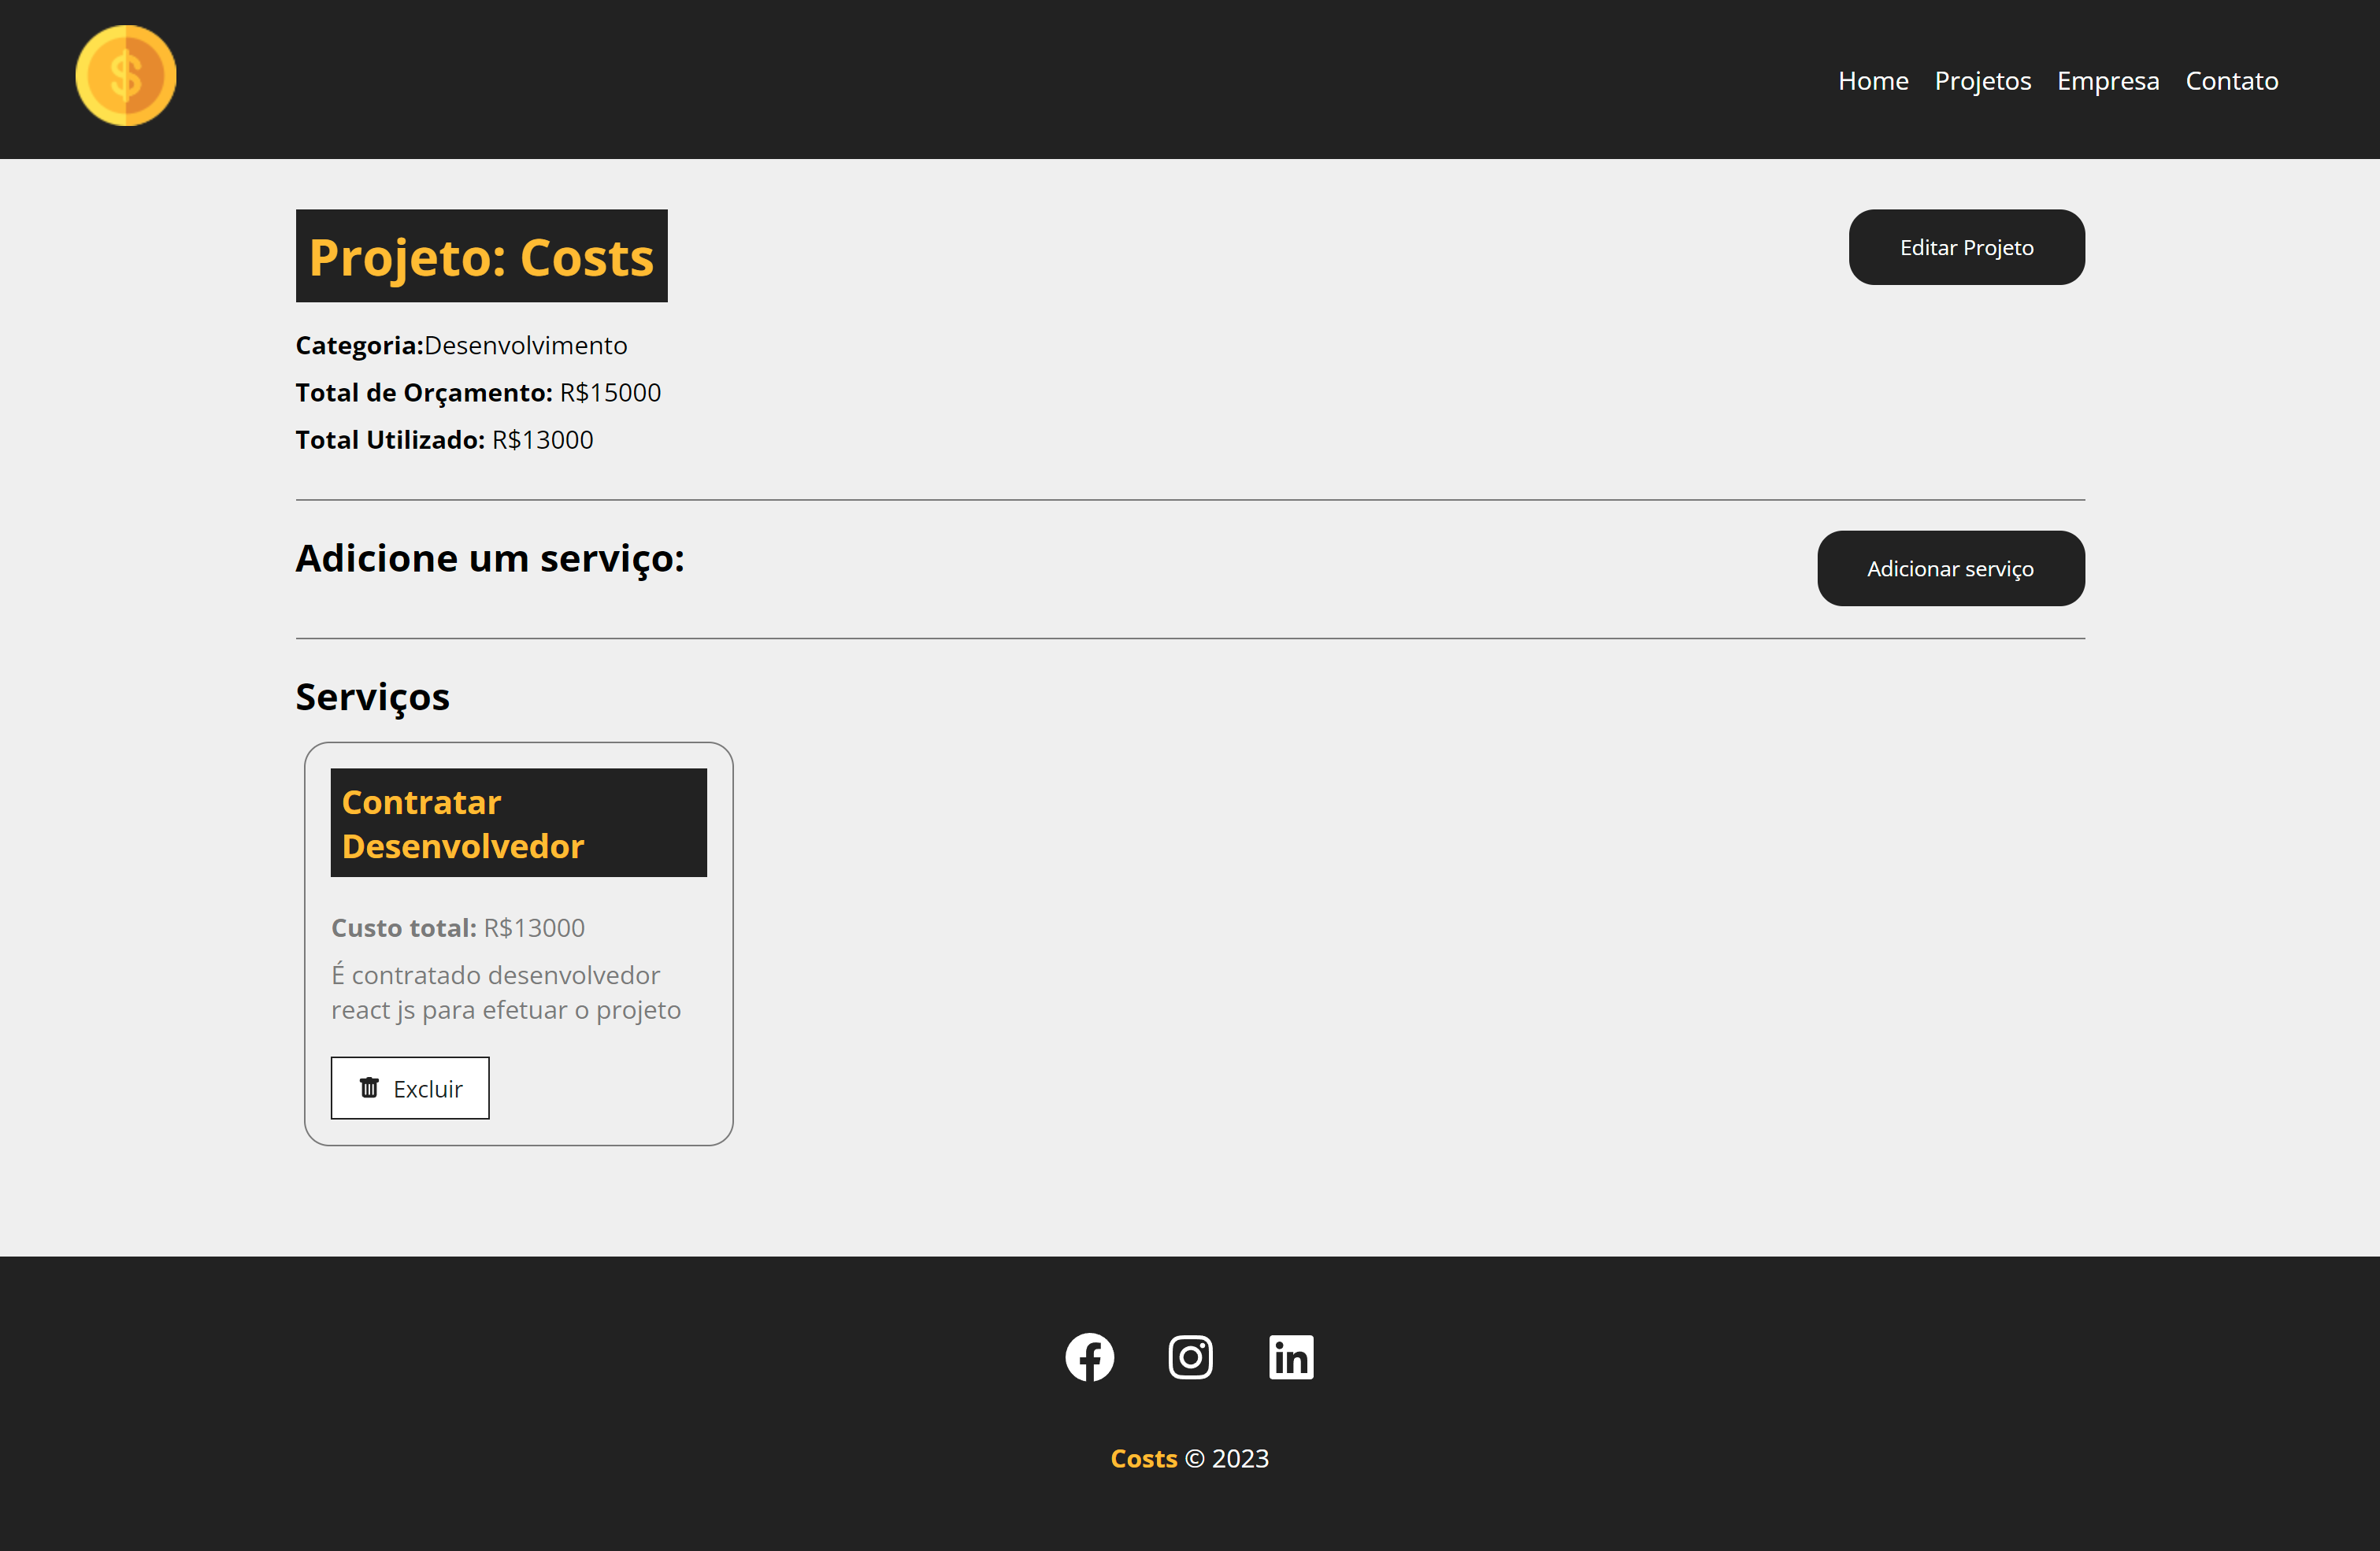 Home Projetos Empresa Contato
Projeto: Costs
Editar Projeto
Categoria:Desenvolvimento
Total de Orçamento: R$15000
Total Utilizado: R$13000
Adicione um serviço:
Adicionar serviço
Serviços
Contratar
Desenvolvedor
Custo total: R$13000
É contratado desenvolvedor
react js para efetuar o projeto
Excluir
Costs © 2023